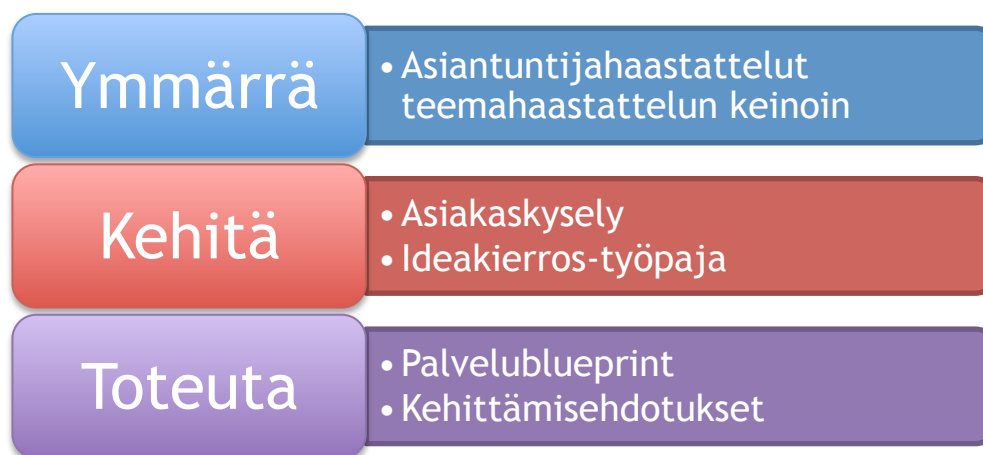 Ymmärrä
• Asiantuntijahaastattelut
teemahaastattelun keinoin
Kehitä
• Asiakaskysely
• Ideakierros-työpaja
Toteuta
• Palvelublueprint
• Kehittämisehdotukset